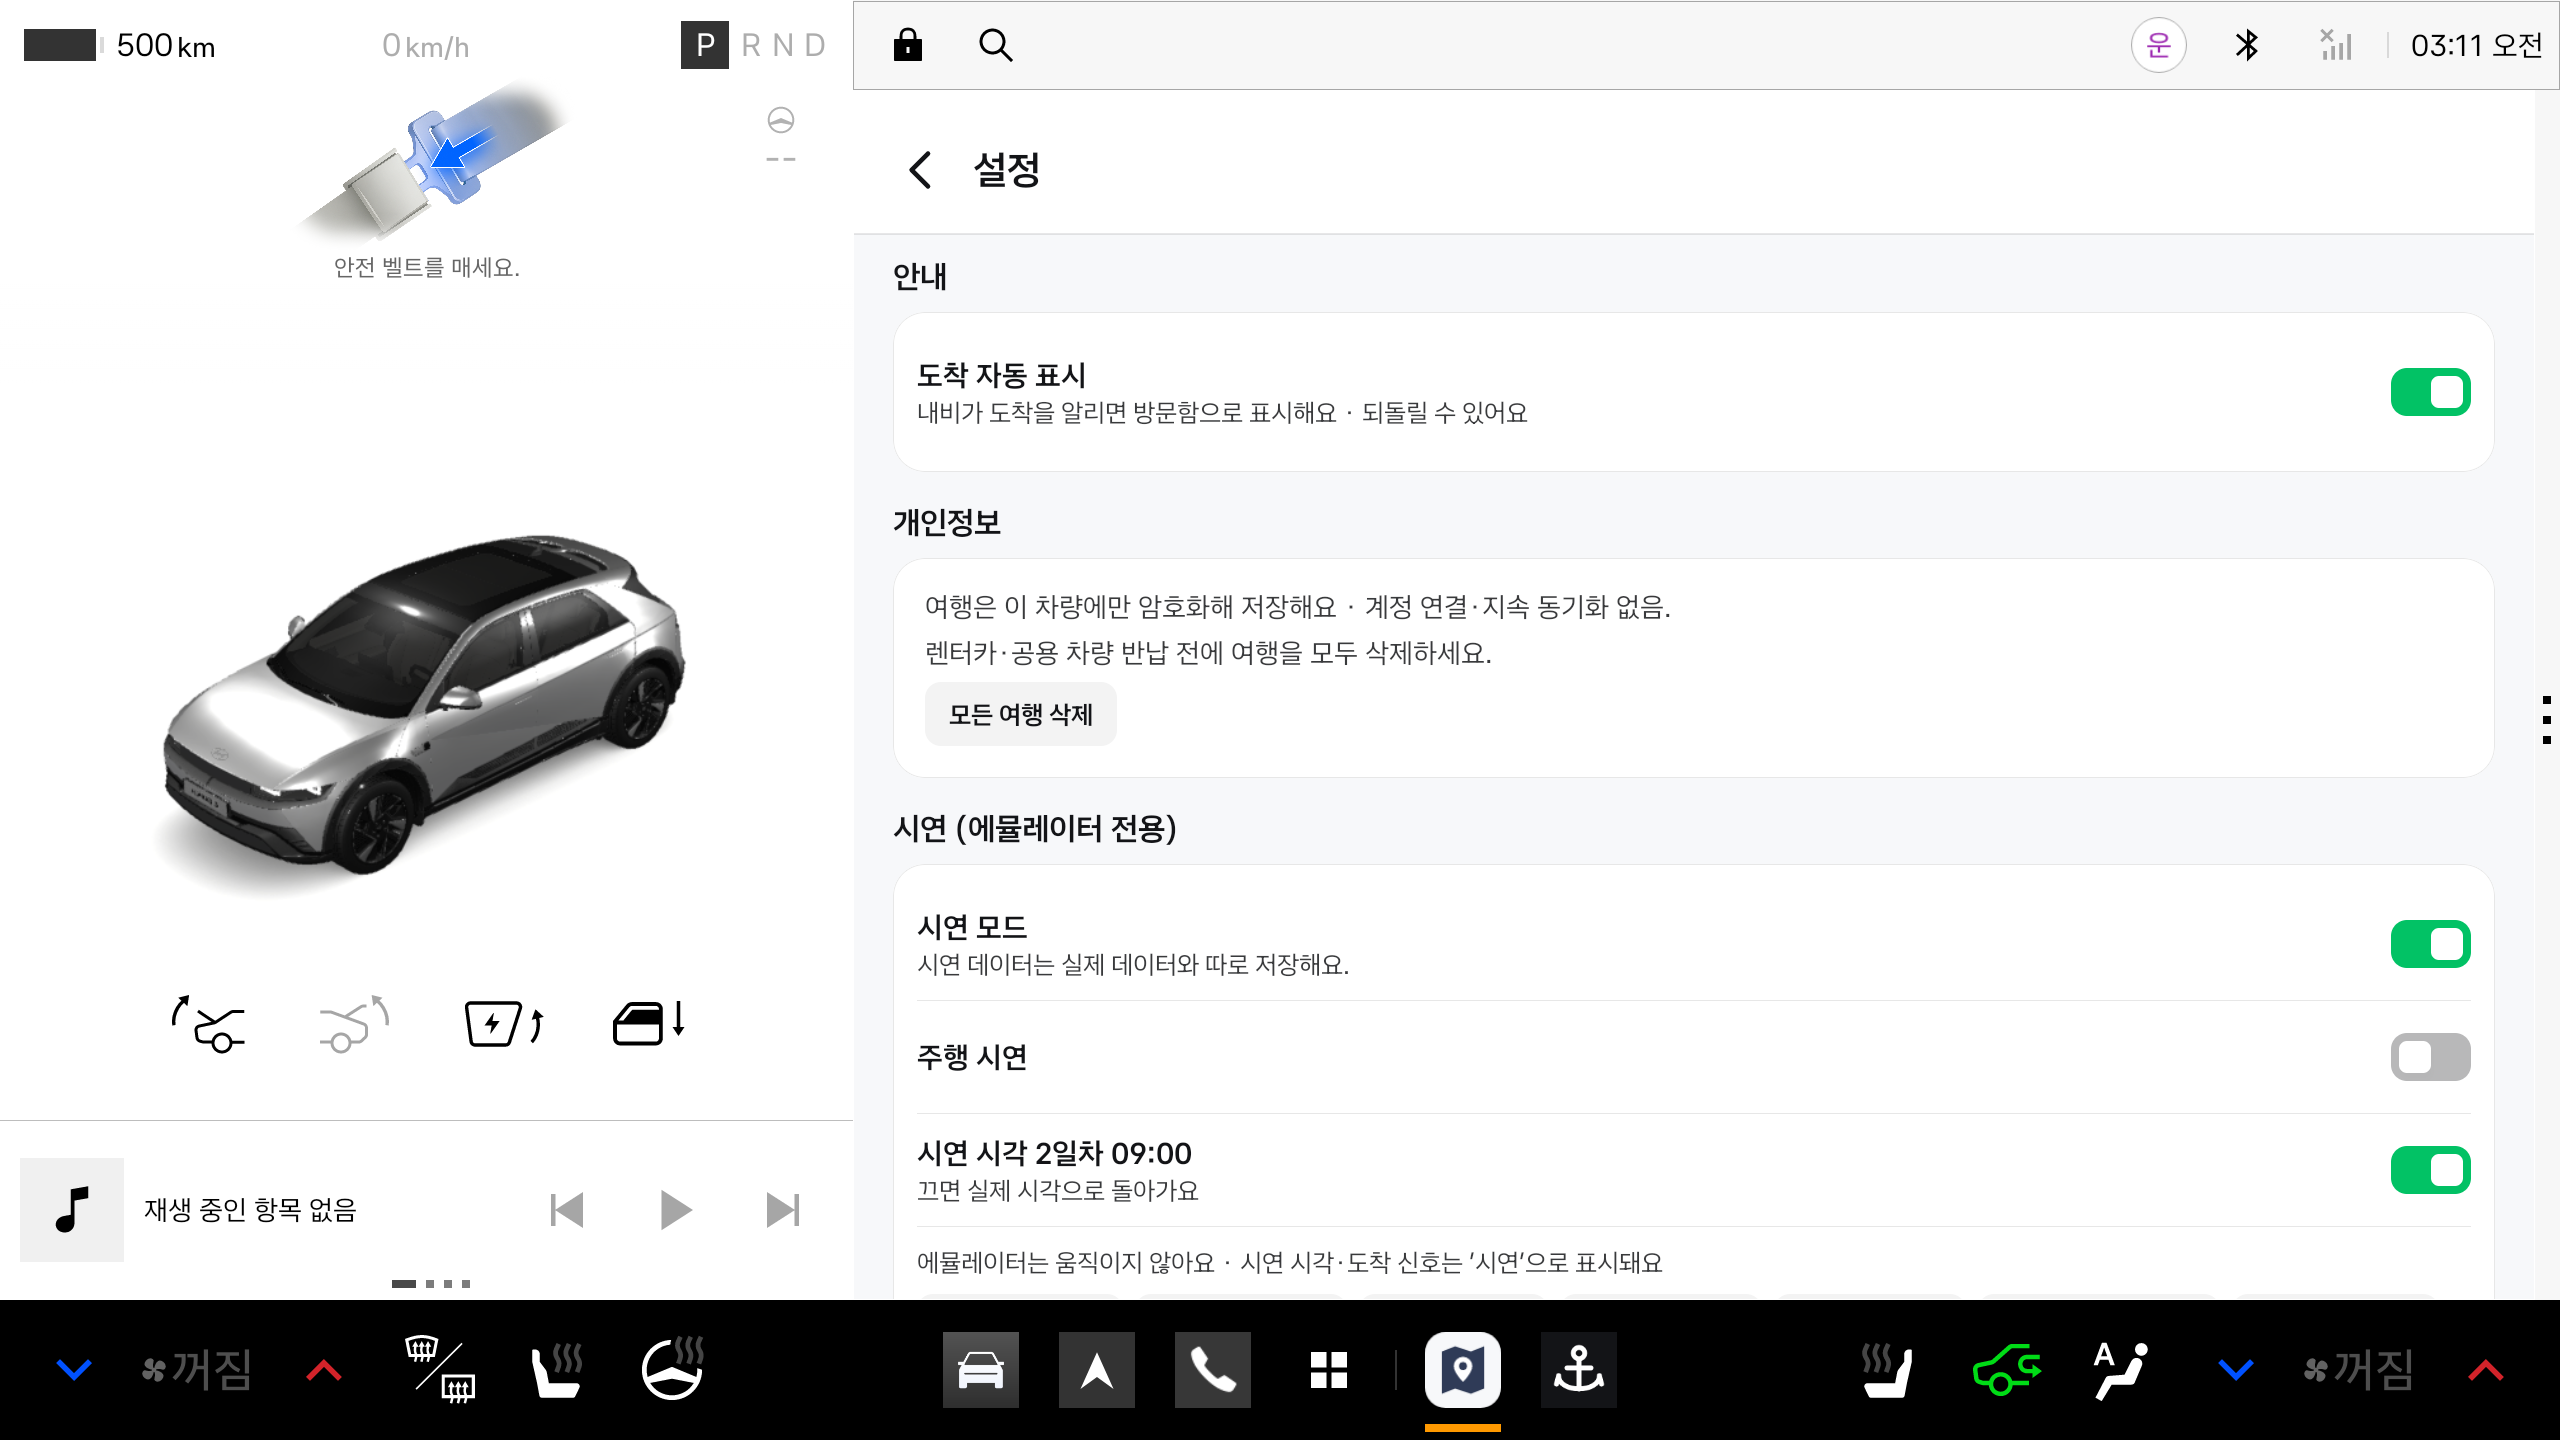 500 km
0 km/h
P R N D
운
03:11 오전
안전 벨트를 매세요.
설정
안내
도착 자동 표시
내비가 도착을 알리면 방문함으로 표시해요 · 되돌릴 수 있어요
개인정보
여행은 이 차량에만 암호화해 저장해요 · 계정 연결·지속 동기화 없음.
렌터카·공용 차량 반납 전에 여행을 모두 삭제하세요.
모든 여행 삭제
시연 (에뮬레이터 전용)
시연 모드
시연 데이터는 실제 데이터와 따로 저장해요.
주행 시연
시연 시각 2일차 09:00
끄면 실제 시각으로 돌아가요
에뮬레이터는 움직이지 않아요 · 시연 시각·도착 신호는 '시연'으로 표시돼요
재생 중인 항목 없음
꺼짐
A
꺼짐